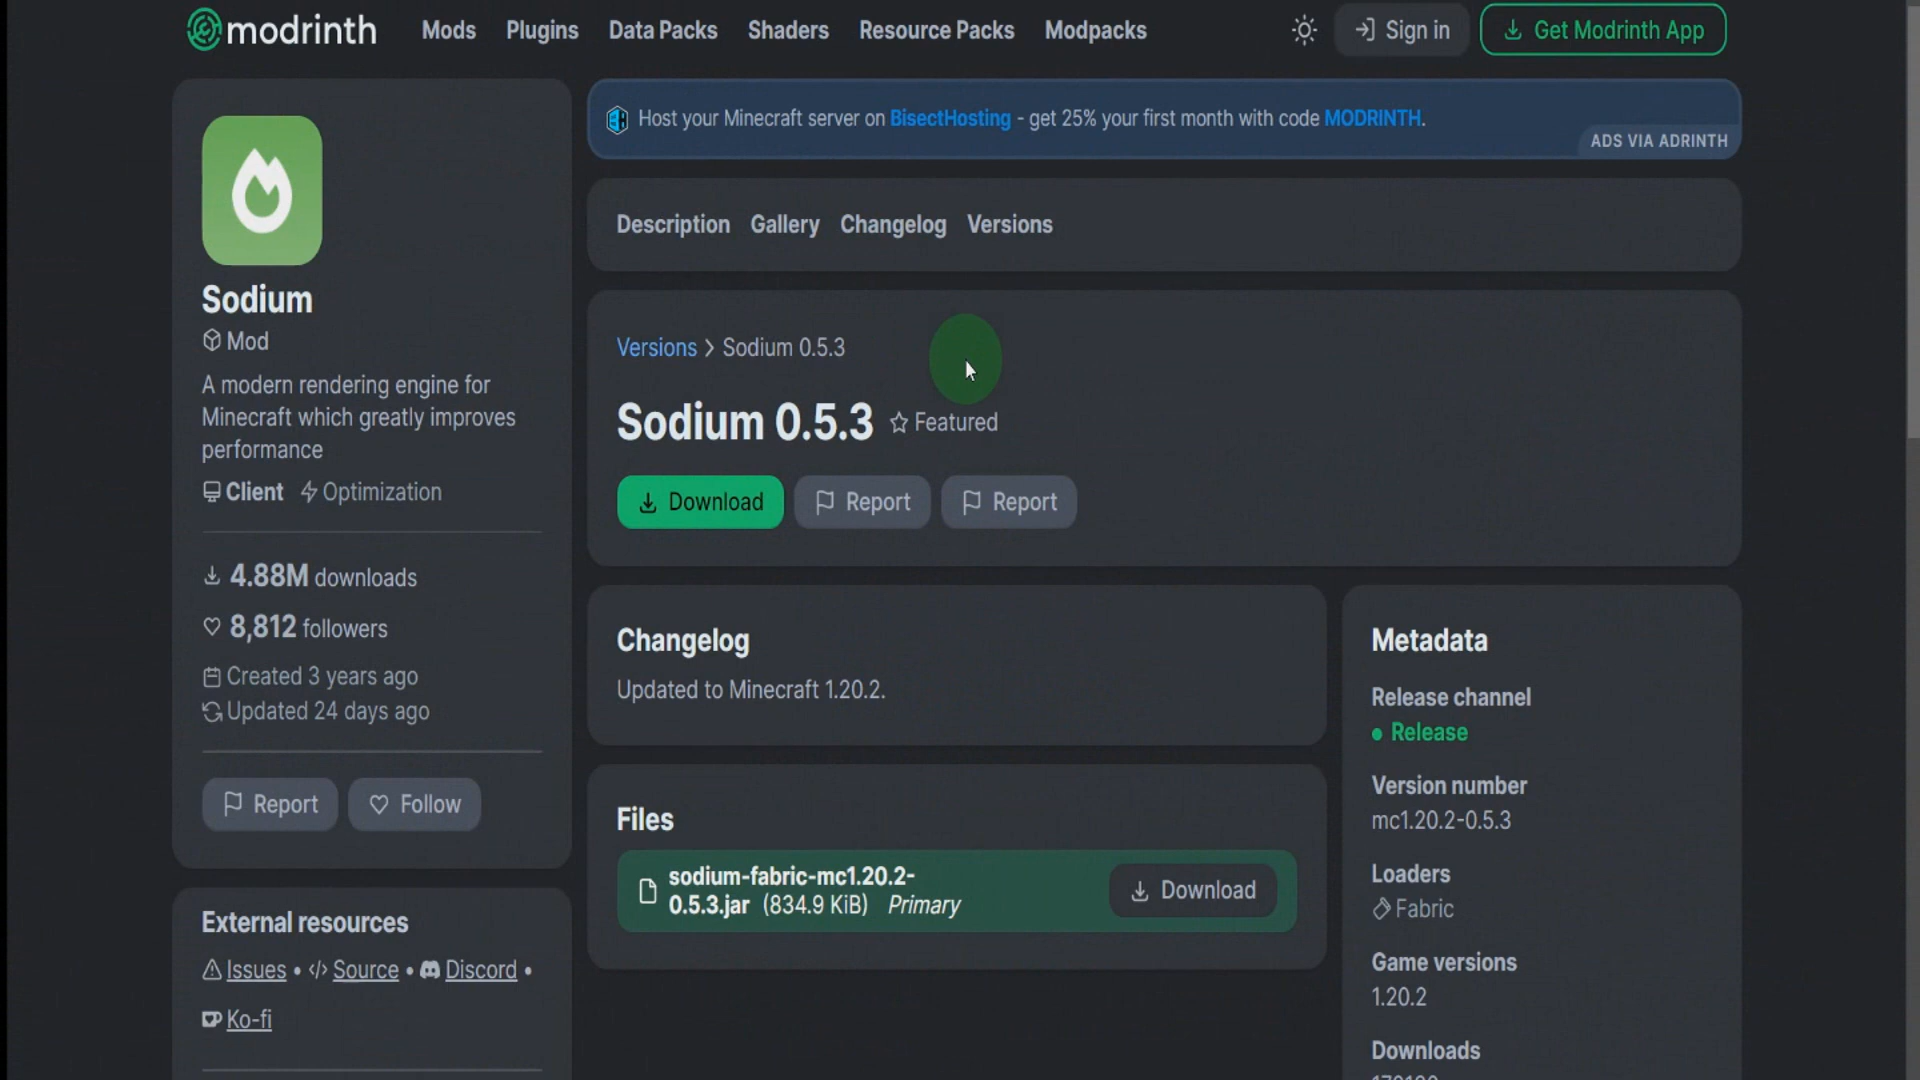 modrinth
Mods Plugins Data Packs Shaders Resource Packs Modpacks
Sign in
Get Modrinth App
Sodium
Mod
A modern rendering engine for
Minecraft which greatly improves
performance
Client Optimization
4.88M downloads
8,812 followers
Created 3 years ago
Updated 24 days ago
Report Follow
External resources
Issues • Source • Discord •
Ko-fi
Host your Minecraft server on BisectHosting - get 25% your first month with code MODRINTH.
ADS VIA ADRINTH
Description Gallery Changelog Versions
Versions > Sodium 0.5.3
Sodium 0.5.3 Featured
Download Report Report
Changelog
Updated to Minecraft 1.20.2.
Files
sodium-fabric-mc1.20.2-
0.5.3.jar (834.9 KiB) Primary
Download
Metadata
Release channel
• Release
Version number
mc1.20.2-0.5.3
Loaders
Fabric
Game versions
1.20.2
Downloads